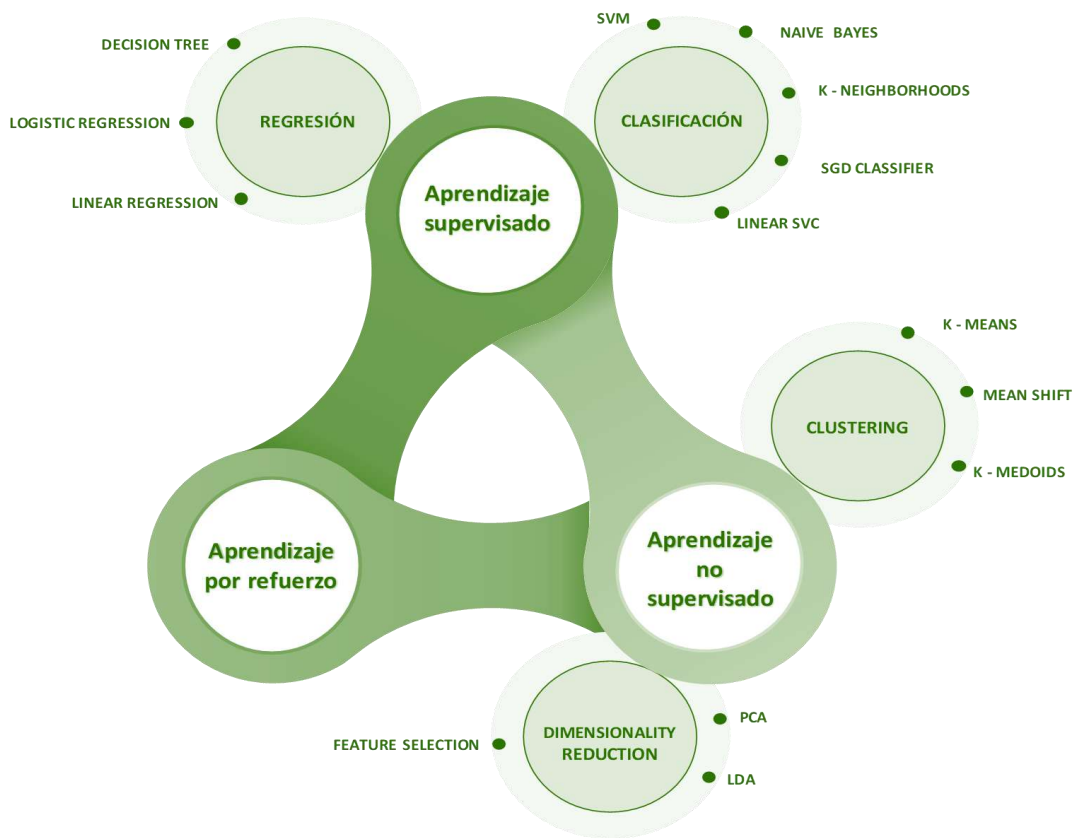 DECISION TREE
LOGISTIC REGRESSION
LINEAR REGRESSION
REGRESIÓN
SVM
NAIVE BAYES
K - NEIGHBORHOODS
SGD CLASSIFIER
LINEAR SVC
CLASIFICACIÓN
Aprendizaje
supervisado
K - MEANS
MEAN SHIFT
K - MEDOIDS
CLUSTERING
Aprendizaje
por refuerzo
Aprendizaje
no
supervisado
FEATURE SELECTION
DIMENSIONALITY
REDUCTION
PCA
LDA